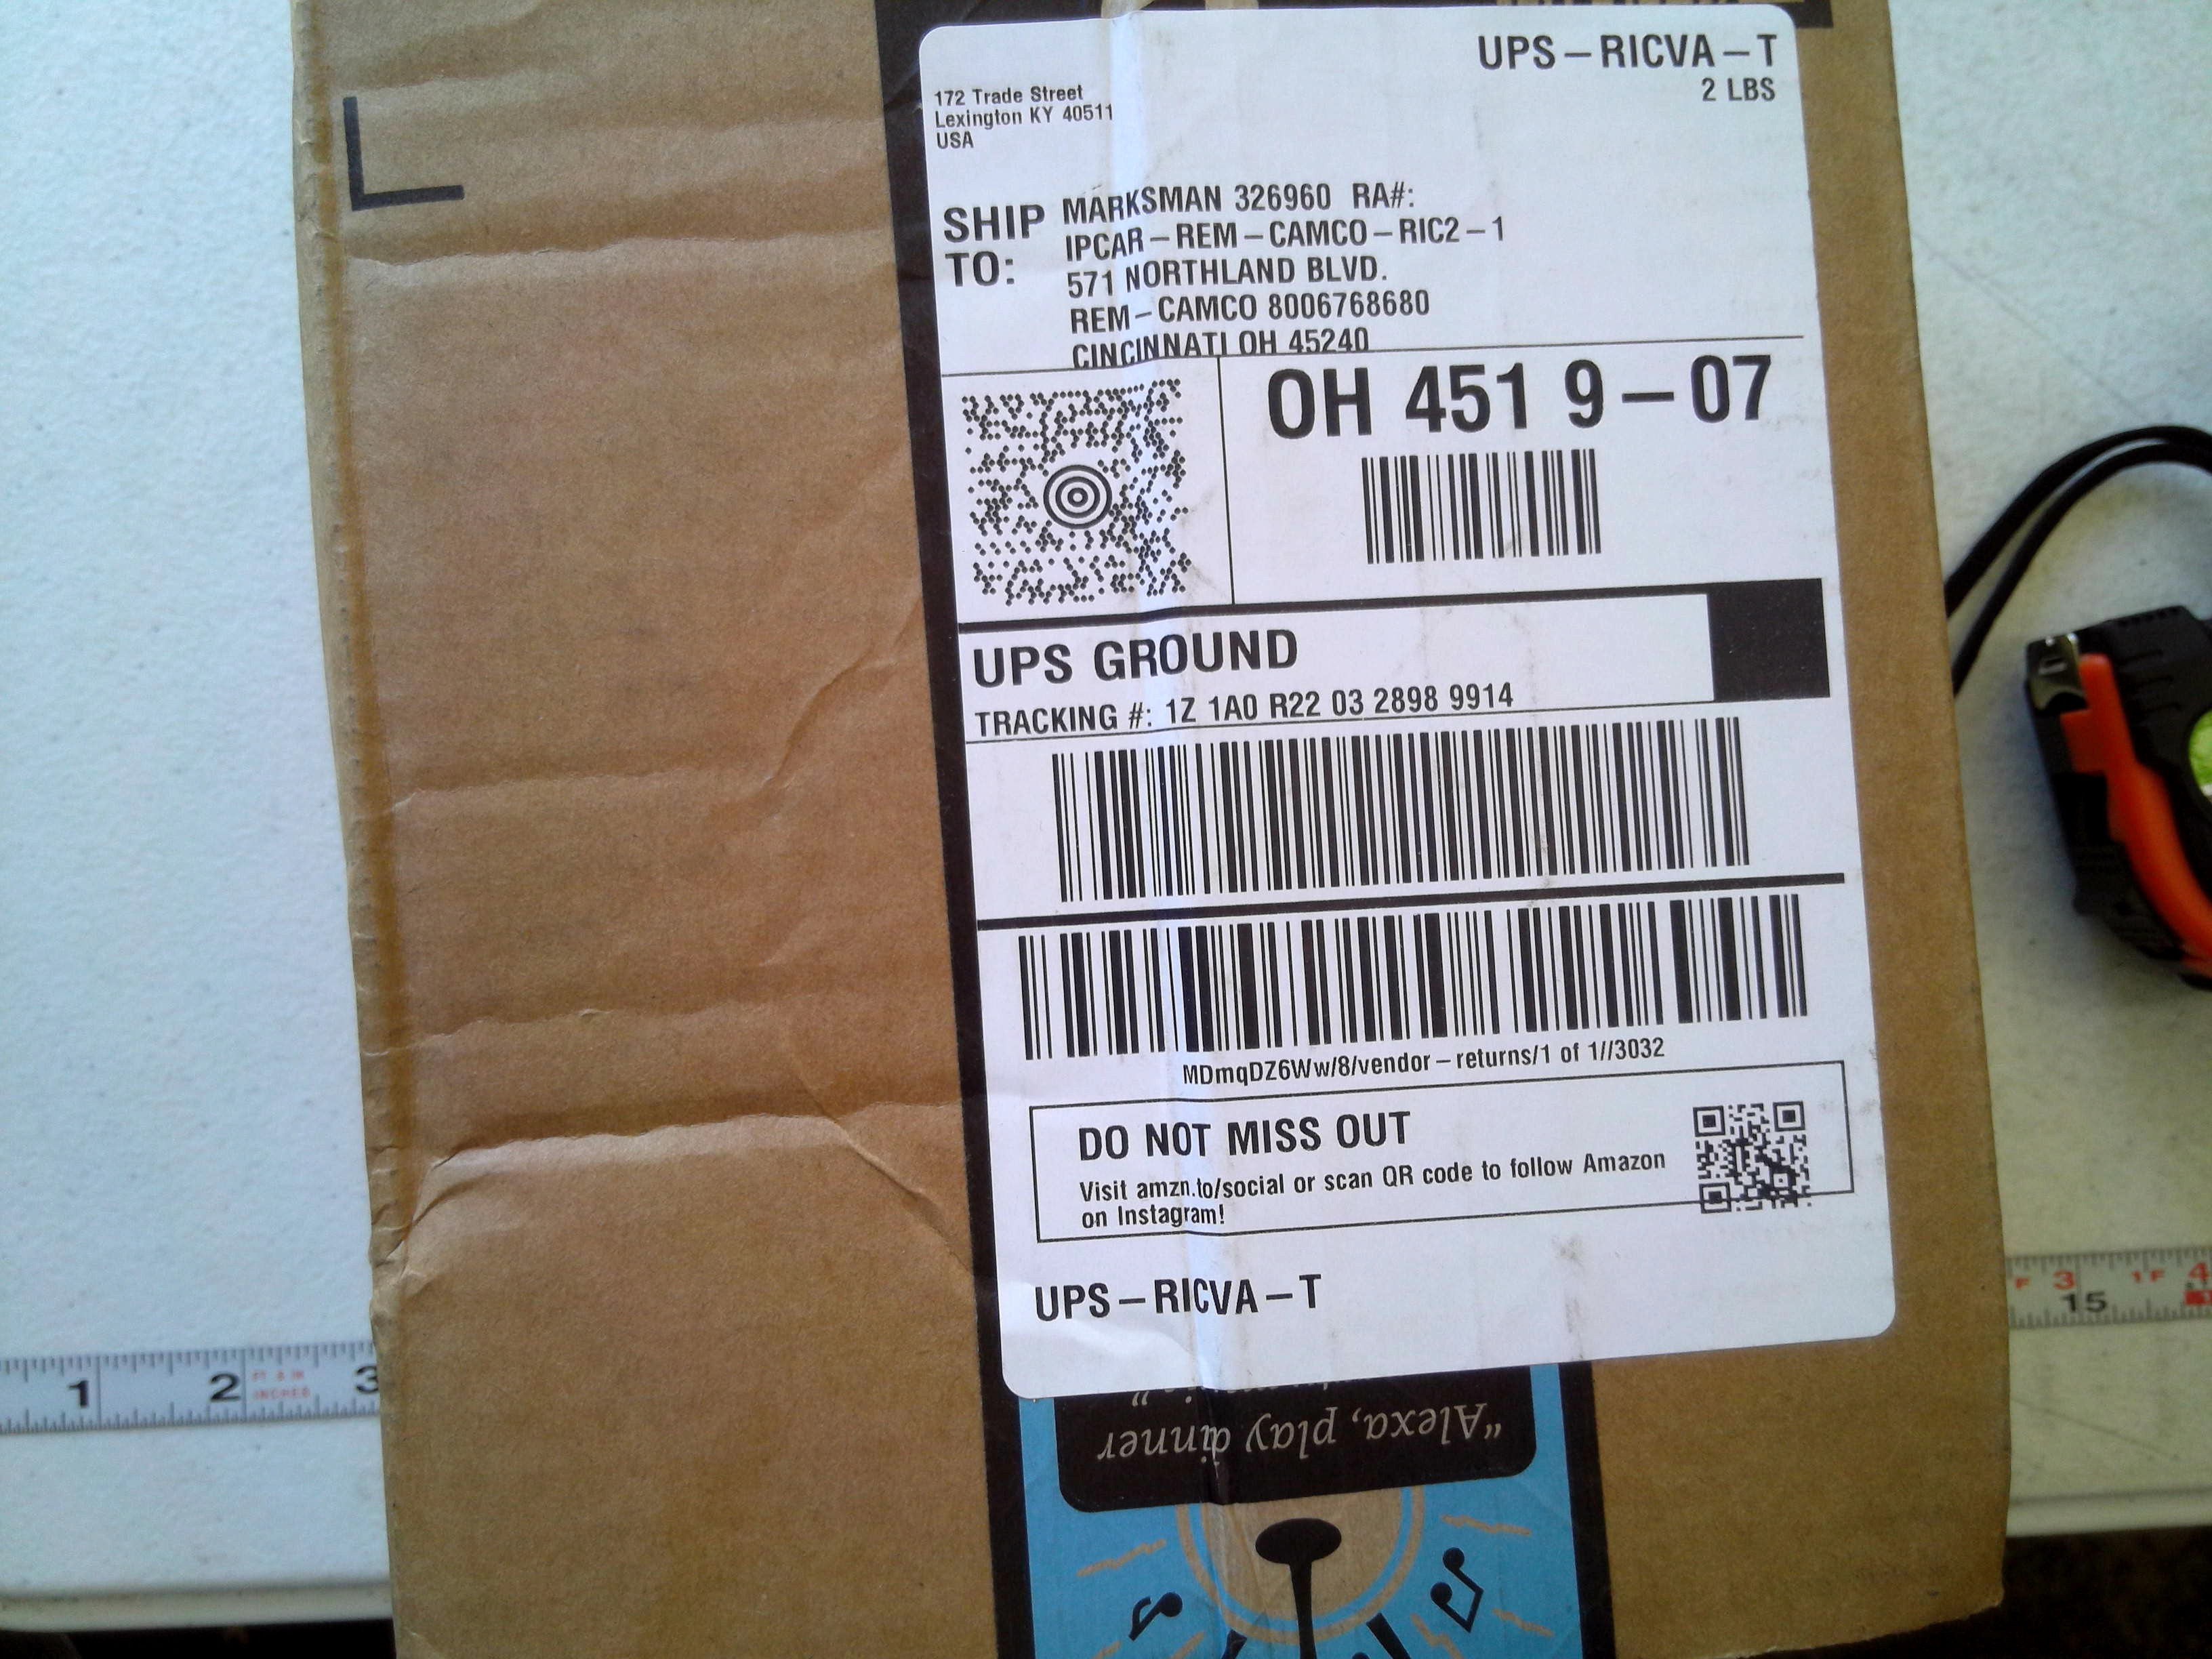 UPS – RICVA – T
2 LBS
172 Trade Street
Lexington KY 40511
USA
SHIP TO:
MARKSMAN 326960 RA#:
IPCAR – REM – CAMCO – RIC2 – 1
571 NORTHLAND BLVD.
REM – CAMCO 8006768680
CINCINNATI OH 45240
OH 451 9 – 07
UPS GROUND
TRACKING #: 1Z 1A0 R22 03 2898 9914
MDmqDZ6Ww/8/vendor – returns/1 of 1//3032
DO NOT MISS OUT
Visit amzn.to/social or scan QR code to follow Amazon
on Instagram!
UPS – RICVA – T
"Alexa, play dinner
1 2 FT & IN INCHES 3
F 3 1F 4
15